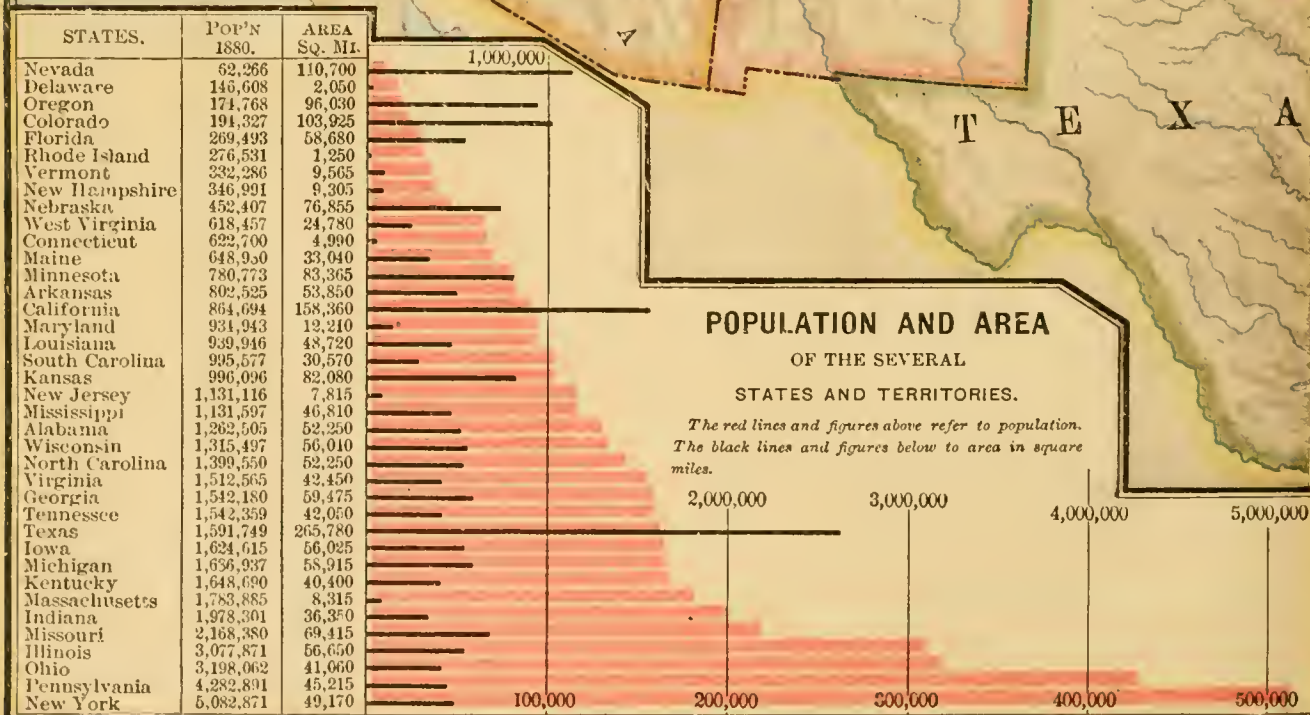 STATES. POP'N 1880. AREA SQ. MI.
Nevada 62,266 110,700
Delaware 146,608 2,050
Oregon 174,768 96,030
Colorado 194,327 103,925
Florida 269,493 58,680
Rhode Island 276,531 1,250
Vermont 332,286 9,565
New Hampshire 346,991 9,305
Nebraska 452,407 76,855
West Virginia 618,457 24,780
Connecticut 622,700 4,990
Maine 648,950 33,040
Minnesota 780,773 83,365
Arkansas 802,525 53,850
California 864,694 158,360
Maryland 934,943 12,210
Louisiana 939,946 48,720
South Carolina 995,577 30,570
Kansas 996,096 82,080
New Jersey 1,131,116 7,815
Mississippi 1,131,597 46,810
Alabama 1,262,505 52,250
Wisconsin 1,315,497 56,010
North Carolina 1,399,550 52,250
Virginia 1,512,565 42,450
Georgia 1,542,180 59,475
Tennessee 1,542,359 42,050
Texas 1,591,749 265,780
Iowa 1,624,615 56,025
Michigan 1,636,937 58,915
Kentucky 1,648,690 40,400
Massachusetts 1,783,885 8,315
Indiana 1,978,301 36,350
Missouri 2,168,380 69,415
Illinois 3,077,871 56,650
Ohio 3,198,062 41,060
Pennsylvania 4,282,891 45,215
New York 5,082,871 49,170
1,000,000
A
T E X A
POPULATION AND AREA
OF THE SEVERAL
STATES AND TERRITORIES.
The red lines and figures above refer to population.
The black lines and figures below to area in square
miles.
2,000,000 3,000,000 4,000,000 5,000,000
100,000 200,000 300,000 400,000 500,000